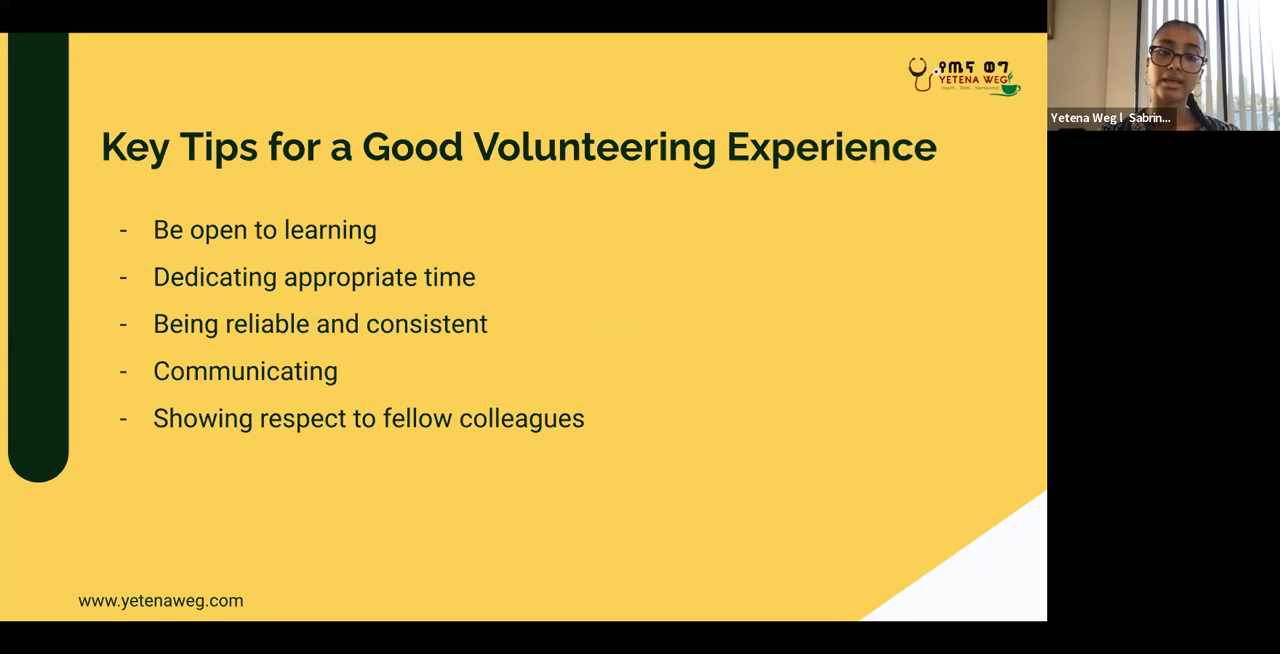 የጤና ወግ
YETENA WEG
Key Tips for a Good Volunteering Experience
- Be open to learning
- Dedicating appropriate time
- Being reliable and consistent
- Communicating
- Showing respect to fellow colleagues
www.yetenaweg.com
Yetena Weg l Sabrin...